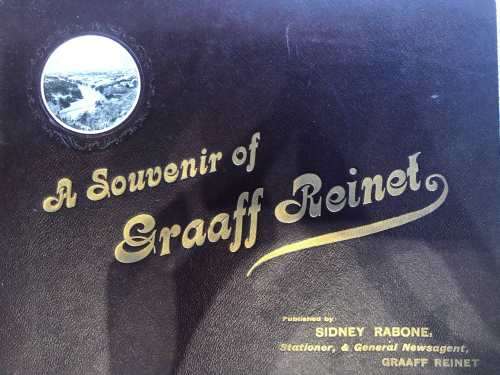 A Souvenir of
Graaff Reinet
Published by
SIDNEY RABONE,
Stationer, & General Newsagent,
GRAAFF REINET